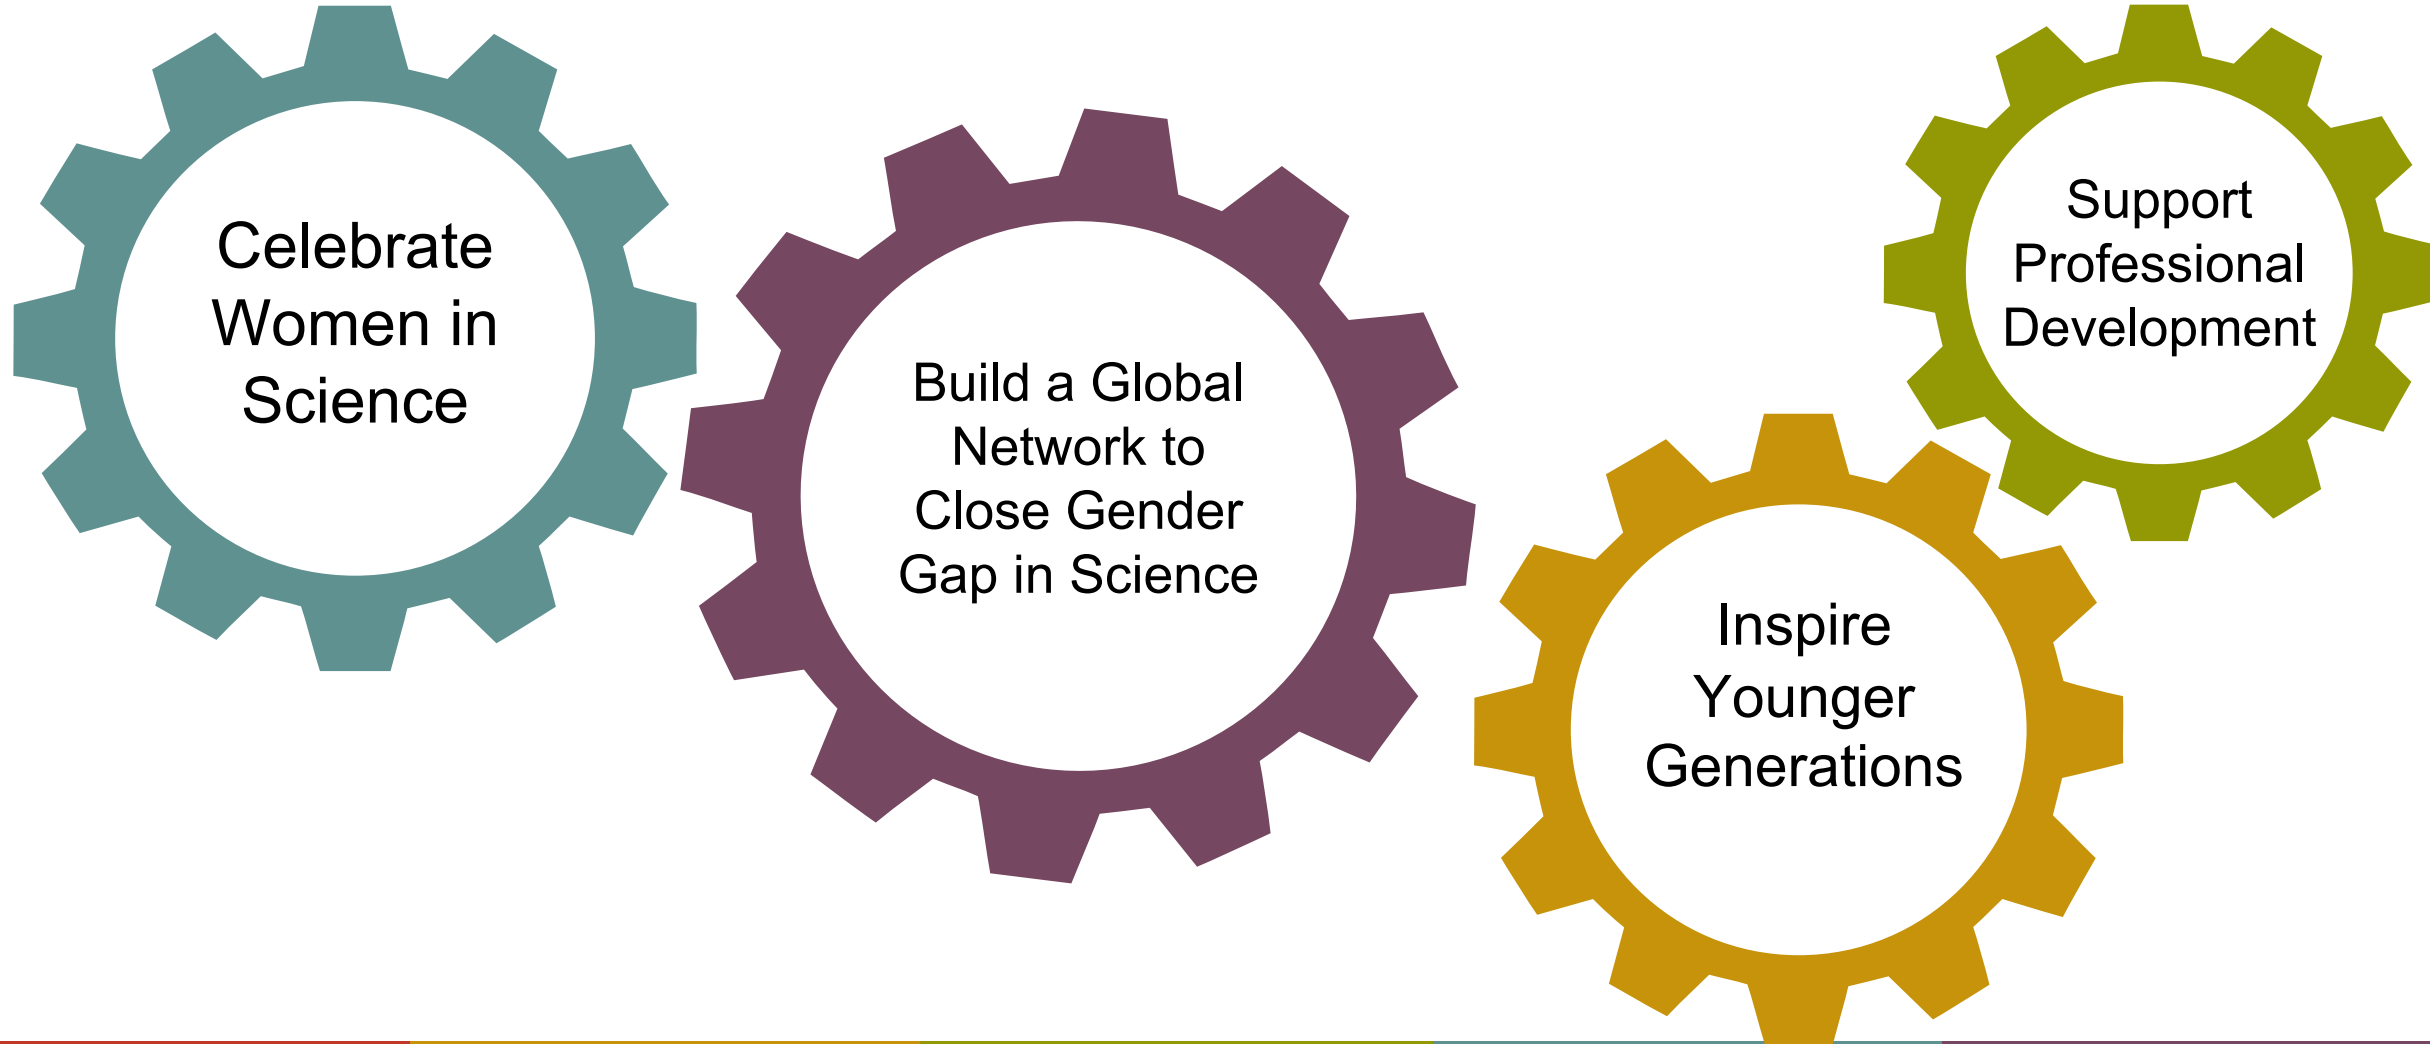 Celebrate
Women in
Science
Build a Global
Network to
Close Gender
Gap in Science
Inspire
Younger
Generations
Support
Professional
Development